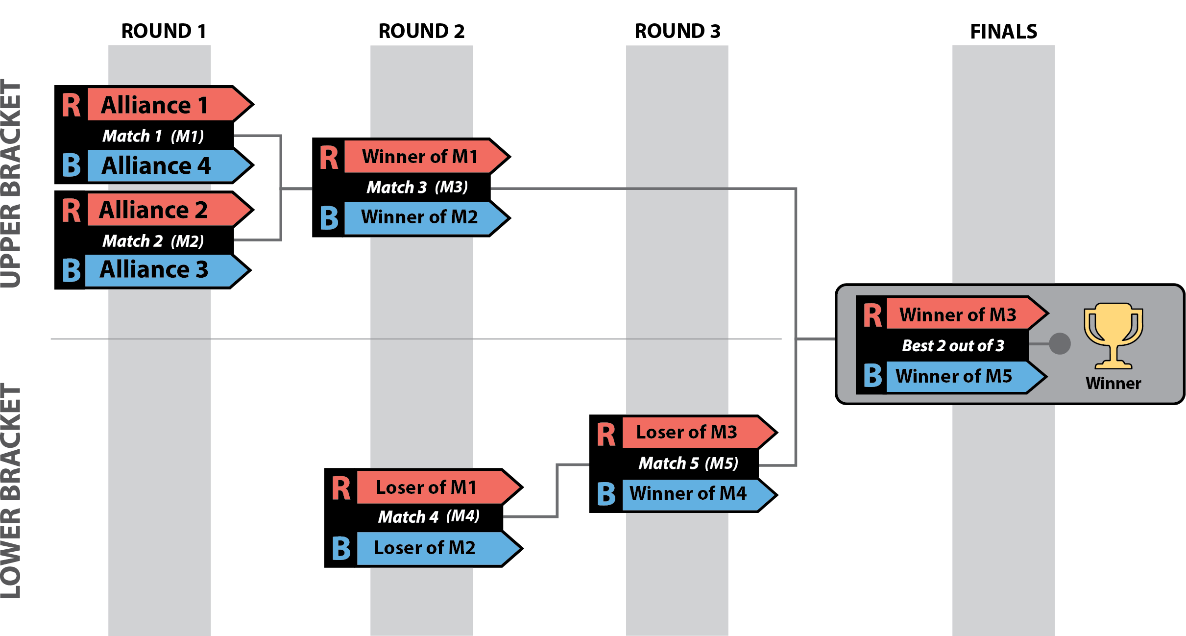 ROUND 1
ROUND 2
ROUND 3
FINALS
UPPER BRACKET
R Alliance 1
Match 1 (M1)
B Alliance 4
R Alliance 2
Match 2 (M2)
B Alliance 3
R Winner of M1
Match 3 (M3)
B Winner of M2
R Winner of M3
Best 2 out of 3
B Winner of M5
Winner
LOWER BRACKET
R Loser of M1
Match 4 (M4)
B Loser of M2
R Loser of M3
Match 5 (M5)
B Winner of M4